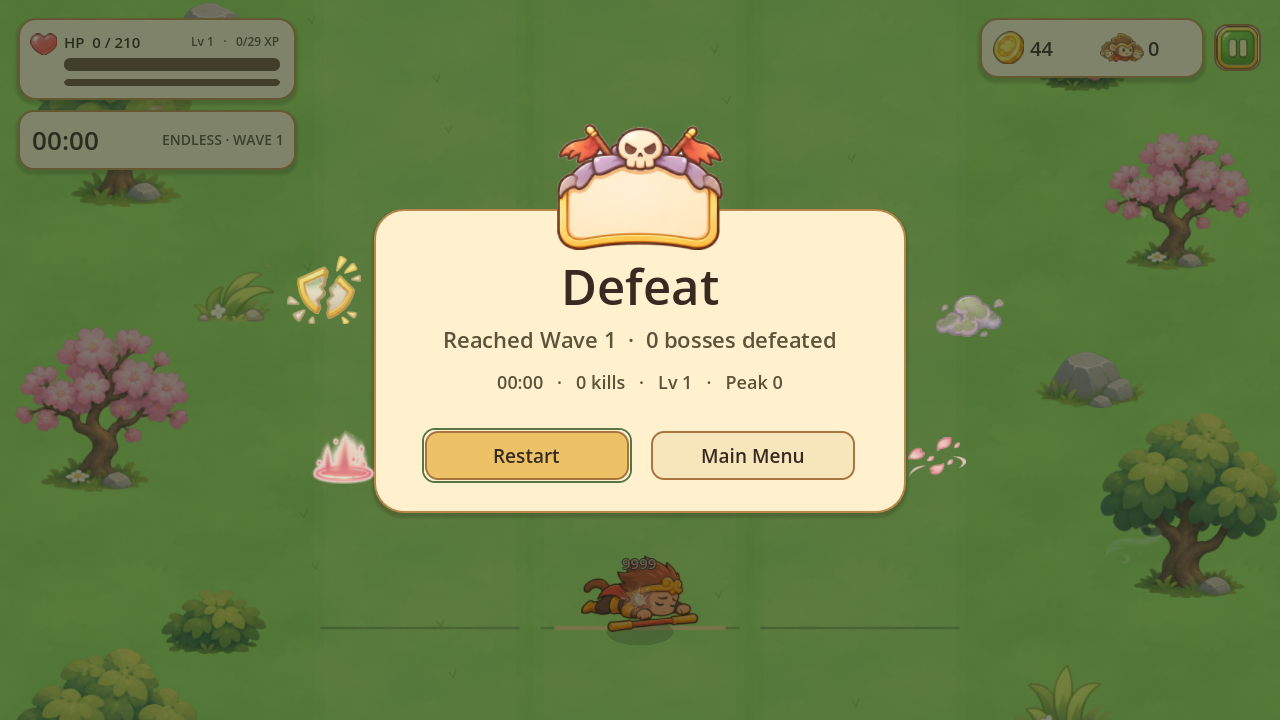 HP 0 / 210
Lv 1 · 0/29 XP
00:00
ENDLESS · WAVE 1
44
0
Defeat
Reached Wave 1 · 0 bosses defeated
00:00 · 0 kills · Lv 1 · Peak 0
Restart
Main Menu
9999